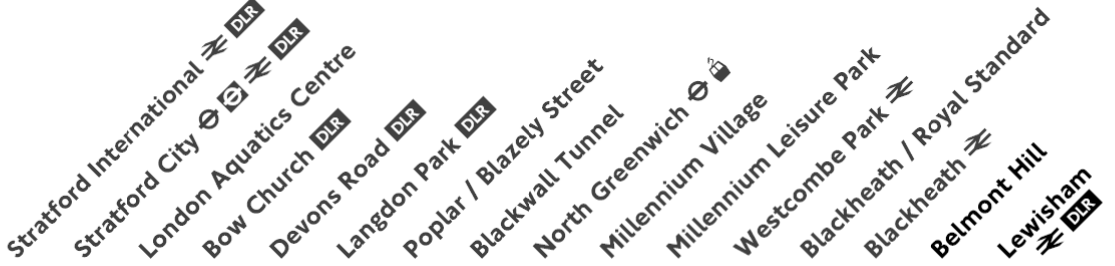 Stratford International DLR
Stratford City DLR
London Aquatics Centre
Bow Church DLR
Devons Road DLR
Langdon Park DLR
Poplar / Blazely Street
Blackwall Tunnel
North Greenwich
Millennium Village
Millennium Leisure Park
Westcombe Park
Blackheath / Royal Standard
Blackheath
Belmont Hill
Lewisham
DLR